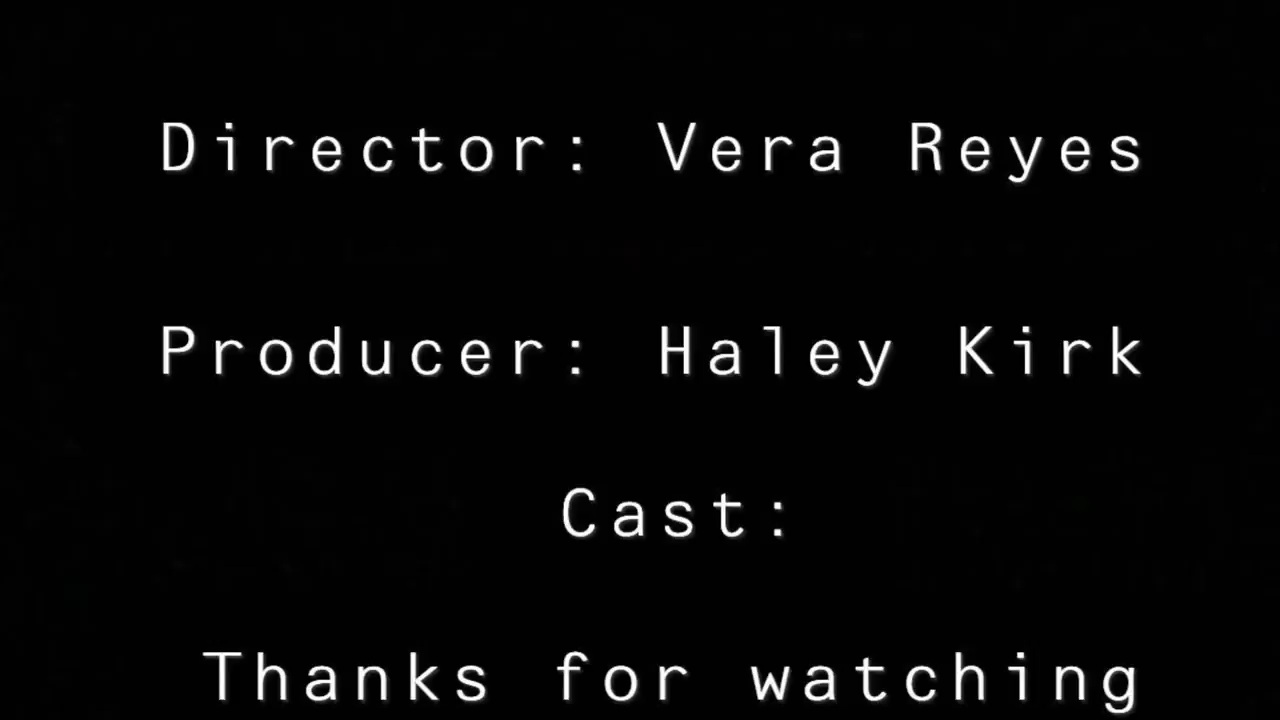 Director: Vera Reyes
Producer: Haley Kirk
Cast:
Thanks for watching